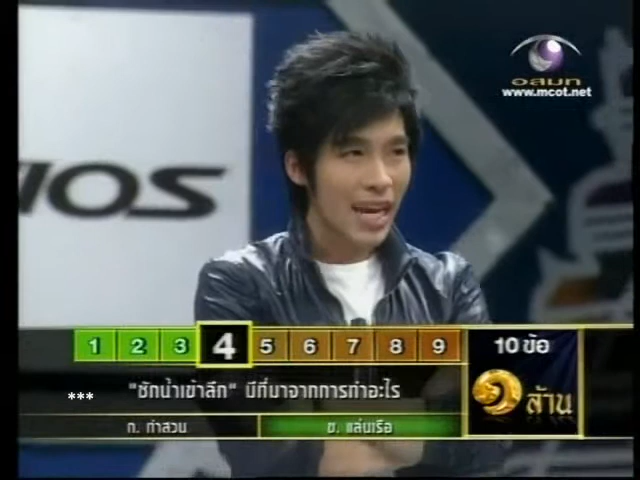 อสมท
www.mcot.net
IOS
1 2 3 4 5 6 7 8 9 10 ข้อ
"ชักน้ำเข้าลึก" มีที่มาจากการทำอะไร
๑ ล้าน
***
ก. ทำสวน ข. แล่นเรือ